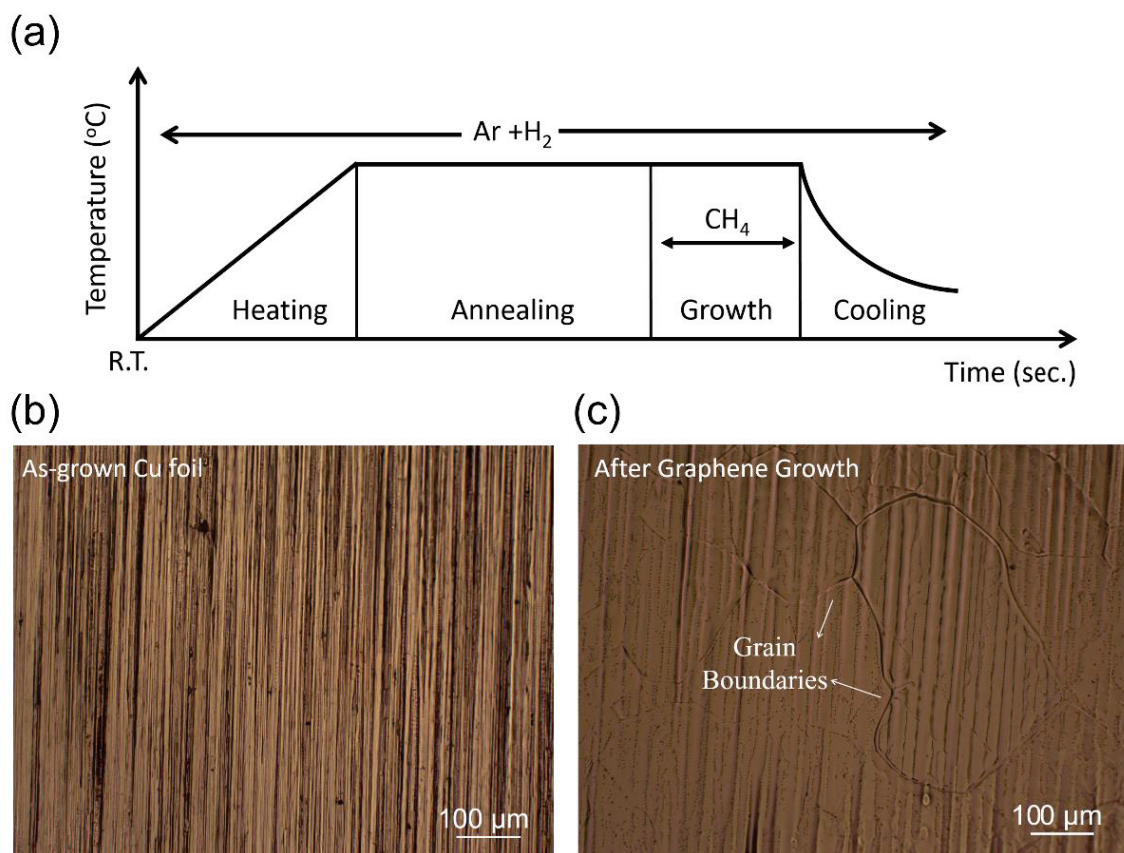 (a)
Temperature (°C)
Ar +H₂
CH₄
Heating
Annealing
Growth
Cooling
R.T.
Time (sec.)
(b)
(c)
As-grown Cu foil
100 µm
After Graphene Growth
Grain
Boundaries
100 µm